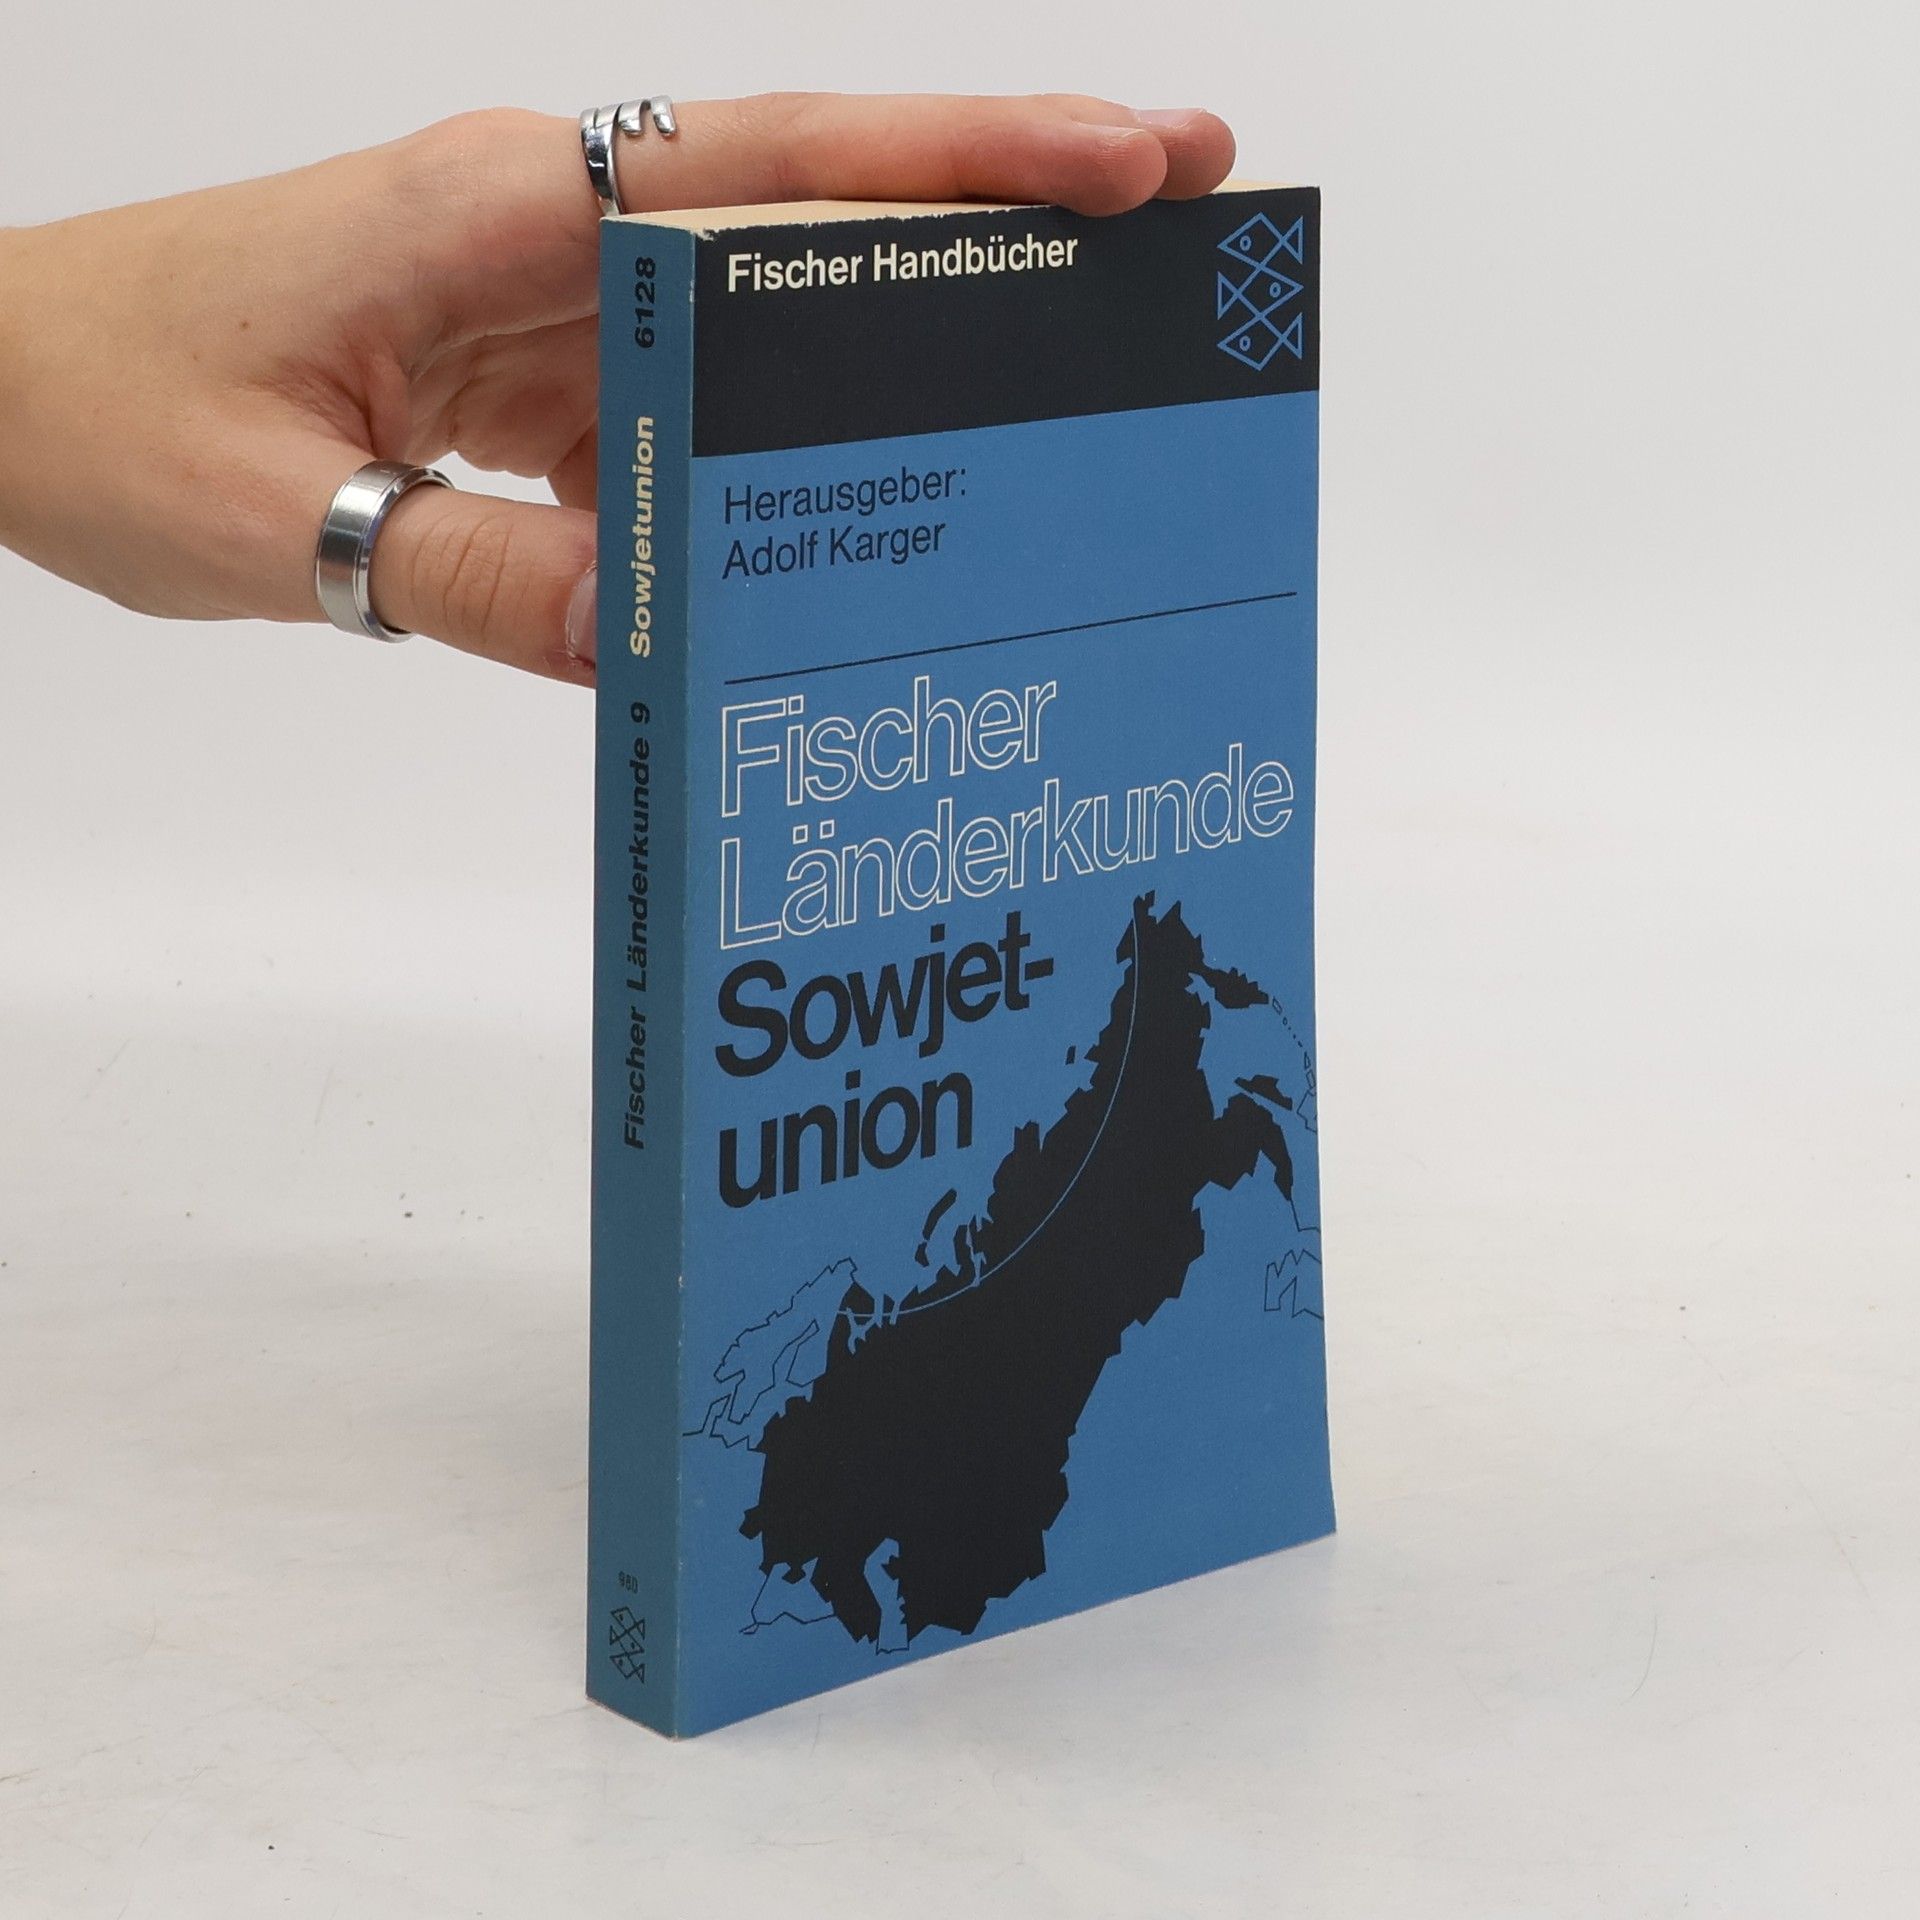 Fischer Handbücher
Herausgeber:
Adolf Karger
Fischer
Länderkunde
Sowjet-
union
Fischer Länderkunde 9 Sowjetunion 6128
980